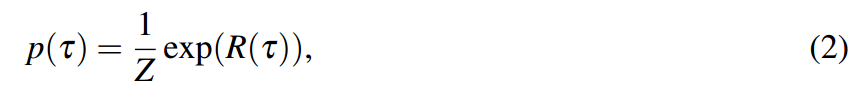 p(τ) = 1/Z exp(R(τ)), (2)